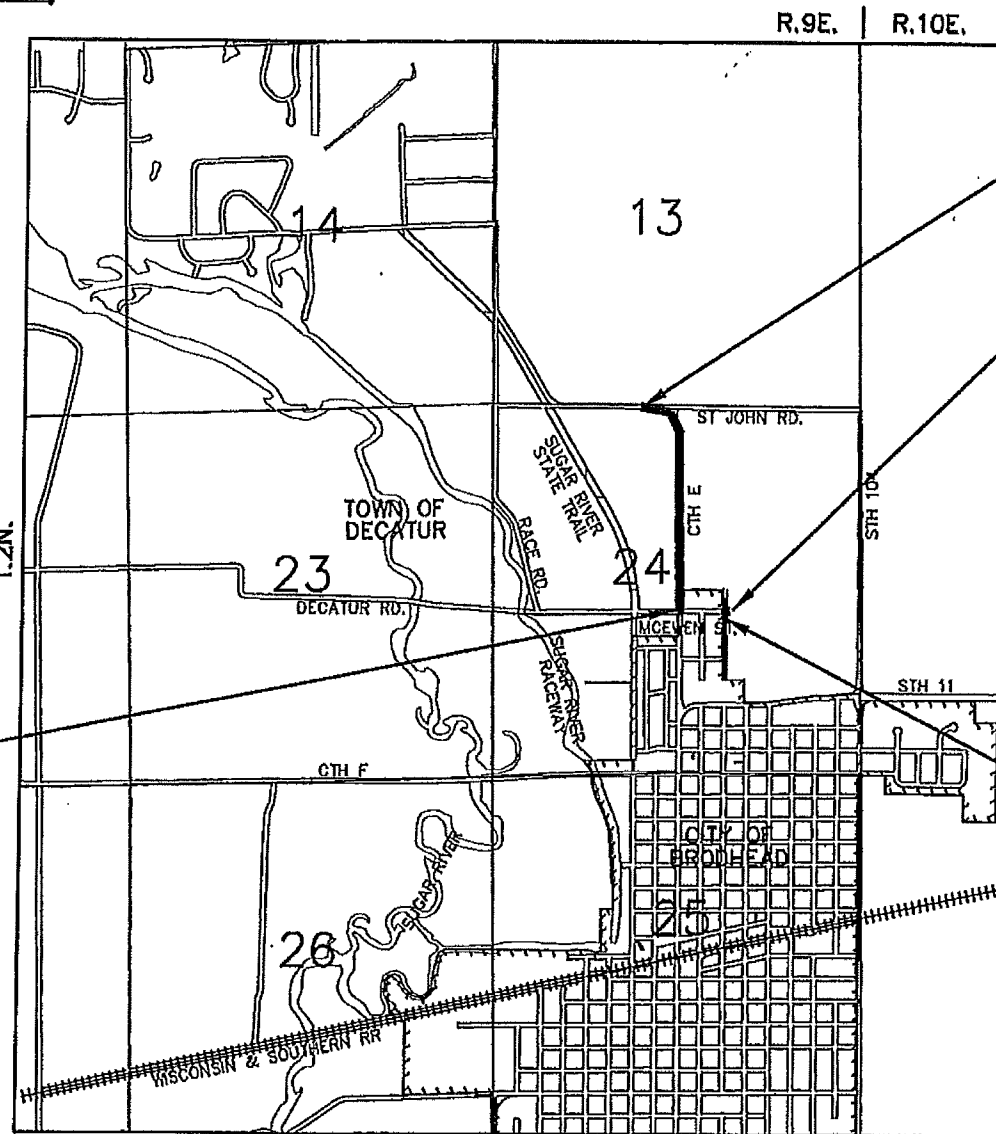 R.9E. | R.10E.
14
13
ST JOHN RD.
SUGAR RIVER
STATE TRAIL
CTH E
STH 104
TOWN OF
DECATUR
RACE RD.
23
24
DECATUR RD.
MCEWEN ST.
SUGAR RIVER
RACEWAY
STH 11
CTH F
CITY OF
BRODHEAD
SUGAR RIVER
25
26
WISCONSIN & SOUTHERN RR